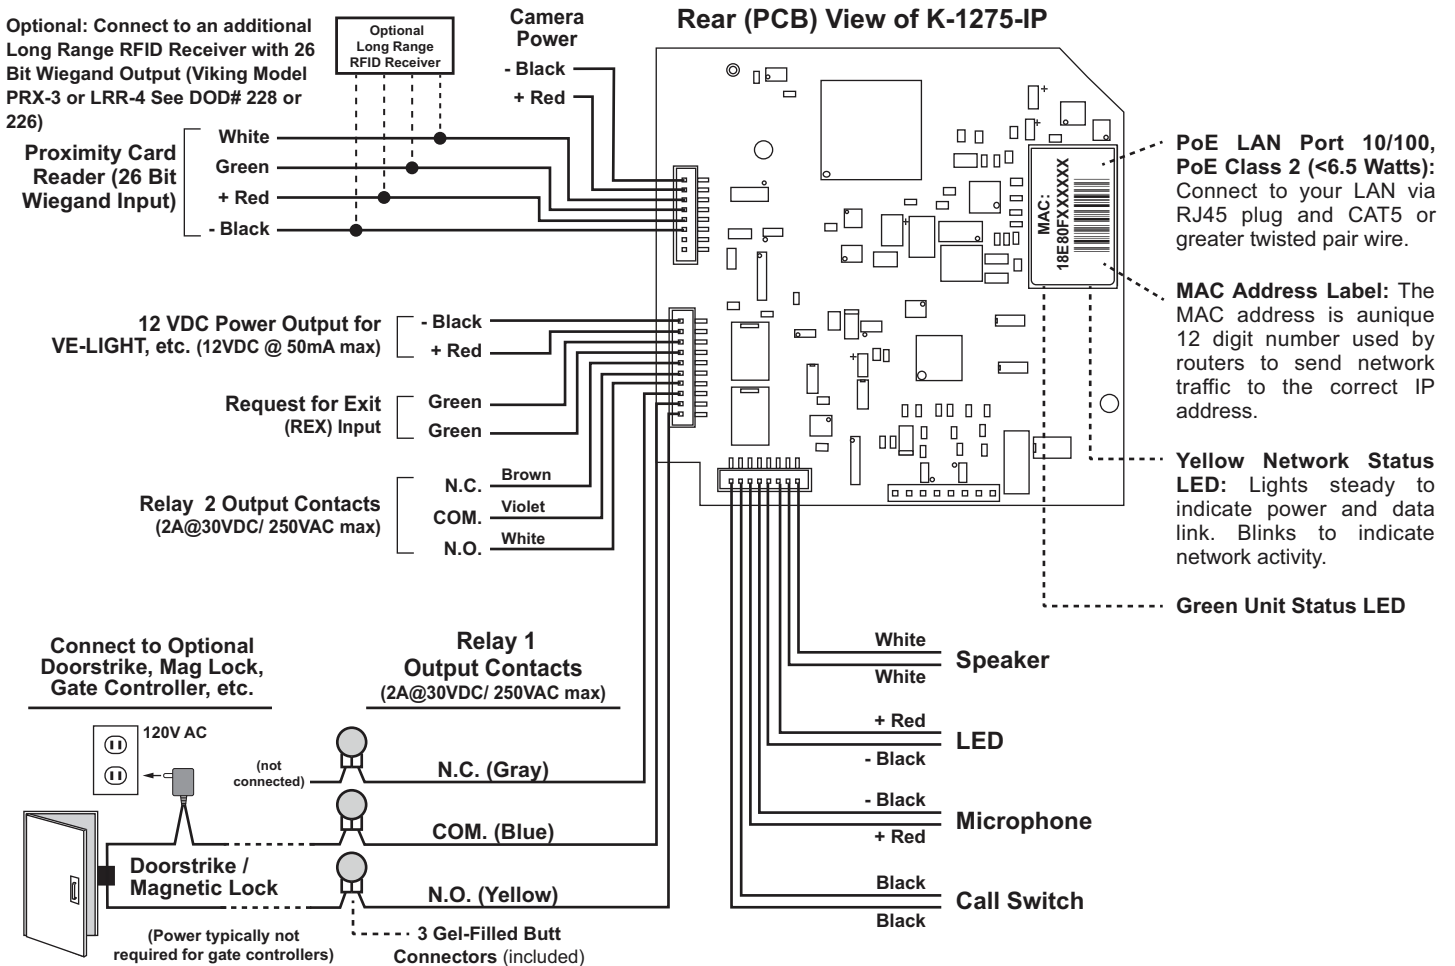 Rear (PCB) View of K-1275-IP
Optional: Connect to an additional
Long Range RFID Receiver with 26
Bit Wiegand Output (Viking Model
PRX-3 or LRR-4 See DOD# 228 or
226)
Optional
Long Range
RFID Receiver
Camera
Power
- Black
+ Red
Proximity Card
Reader (26 Bit
Wiegand Input)
White
Green
+ Red
- Black
12 VDC Power Output for
VE-LIGHT, etc. (12VDC @ 50mA max)
- Black
+ Red
Request for Exit
(REX) Input
Green
Green
Relay 2 Output Contacts
(2A@30VDC/ 250VAC max)
N.C.
Brown
COM.
Violet
N.O.
White
MAC:
18E80FXXXXXX
PoE LAN Port 10/100,
PoE Class 2 (<6.5 Watts):
Connect to your LAN via
RJ45 plug and CAT5 or
greater twisted pair wire.
MAC Address Label: The
MAC address is aunique
12 digit number used by
routers to send network
traffic to the correct IP
address.
Yellow Network Status
LED: Lights steady to
indicate power and data
link. Blinks to indicate
network activity.
Green Unit Status LED
Connect to Optional
Doorstrike, Mag Lock,
Gate Controller, etc.
Relay 1
Output Contacts
(2A@30VDC/ 250VAC max)
120V AC
(not
connected)
N.C. (Gray)
COM. (Blue)
N.O. (Yellow)
Doorstrike /
Magnetic Lock
(Power typically not
required for gate controllers)
3 Gel-Filled Butt
Connectors (included)
White
White
Speaker
+ Red
- Black
LED
- Black
+ Red
Microphone
Black
Black
Call Switch